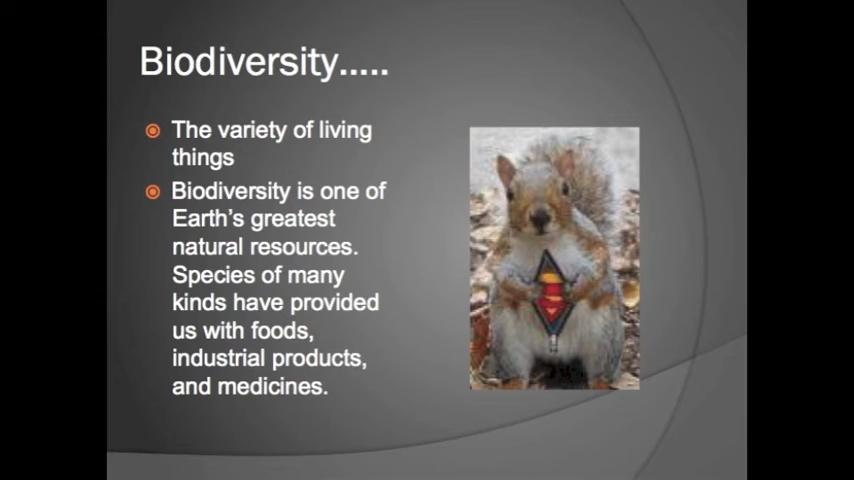 Biodiversity.....
The variety of living
things
Biodiversity is one of
Earth's greatest
natural resources.
Species of many
kinds have provided
us with foods,
industrial products,
and medicines.